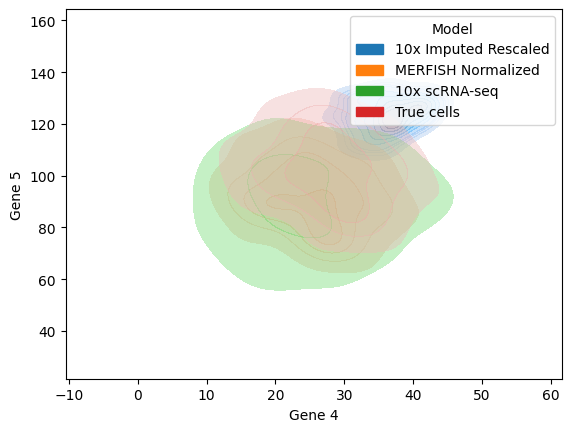 160
140
120
100
80
60
40
Gene 5
Model
10x Imputed Rescaled
MERFISH Normalized
10x scRNA-seq
True cells
−10
0
10
20
30
40
50
60
Gene 4